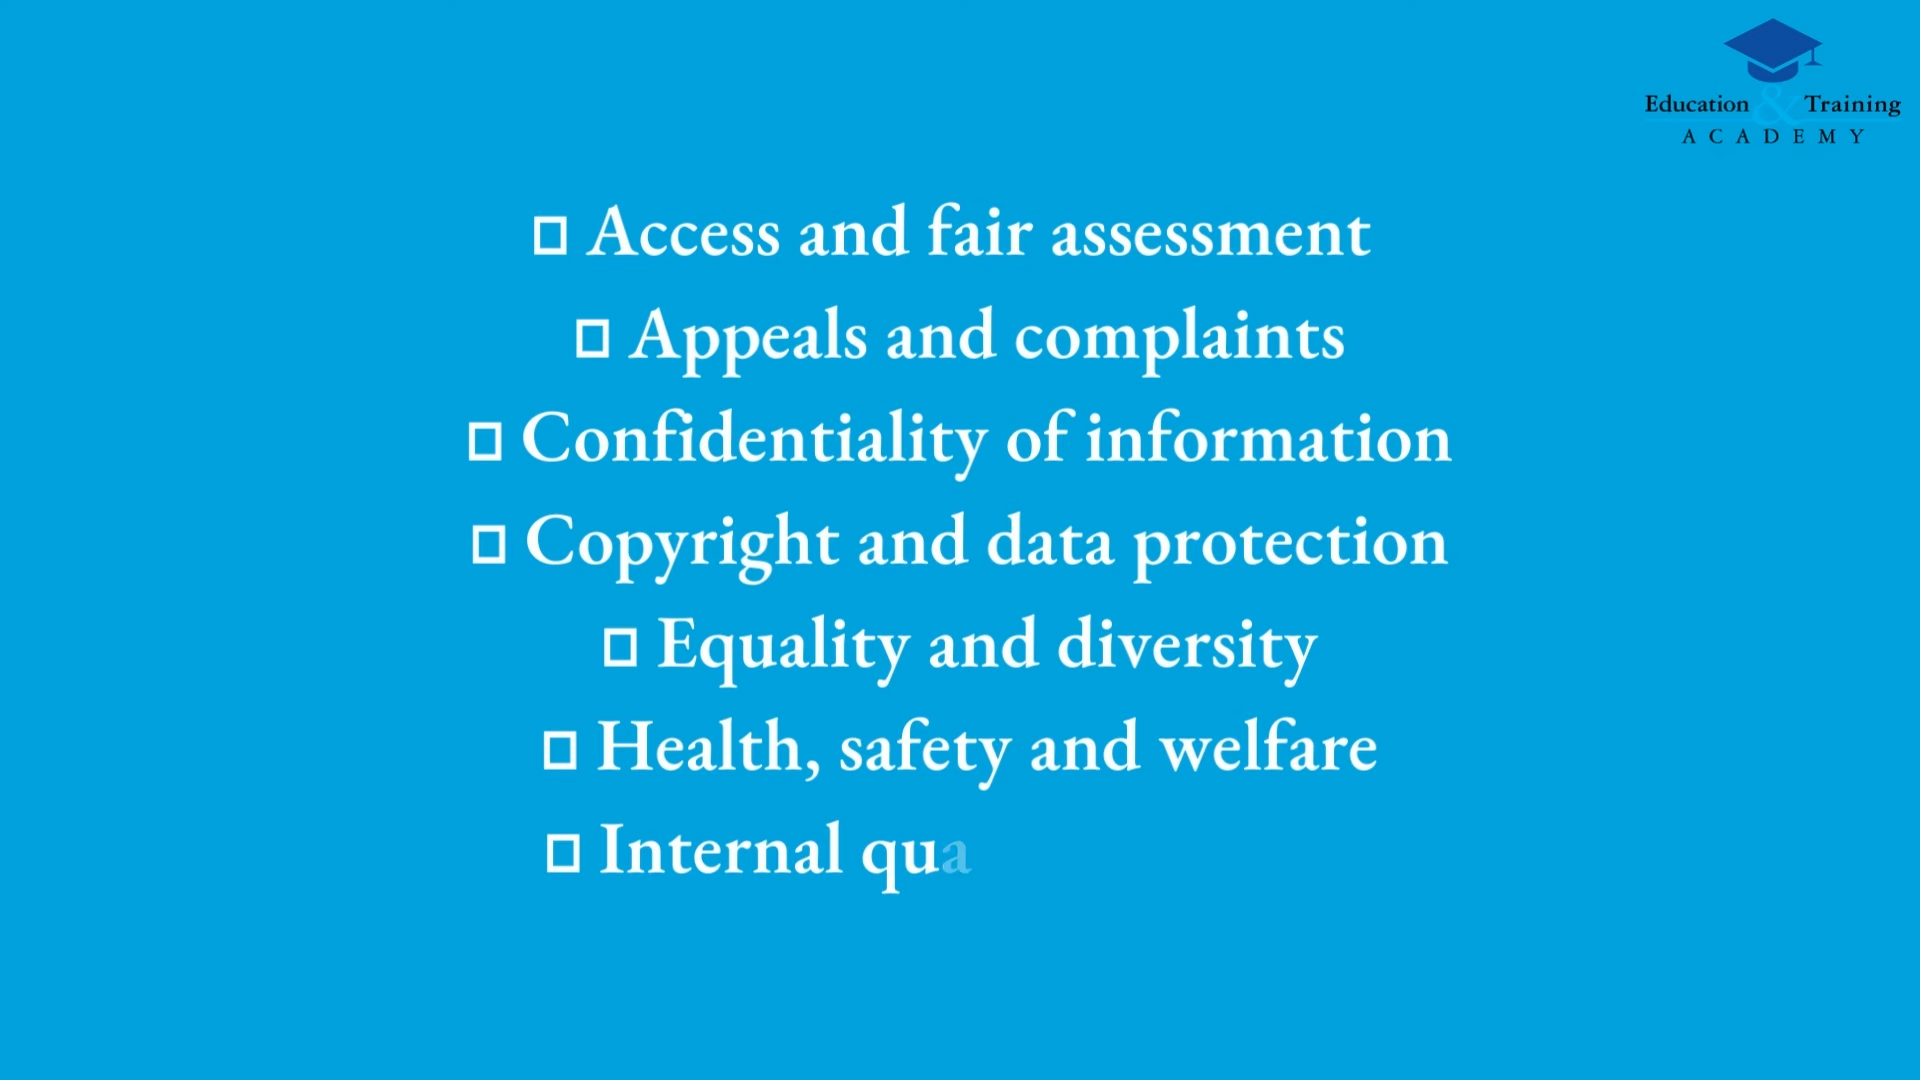 Education & Training
ACADEMY
□ Access and fair assessment
□ Appeals and complaints
□ Confidentiality of information
□ Copyright and data protection
□ Equality and diversity
□ Health, safety and welfare
□ Internal qua